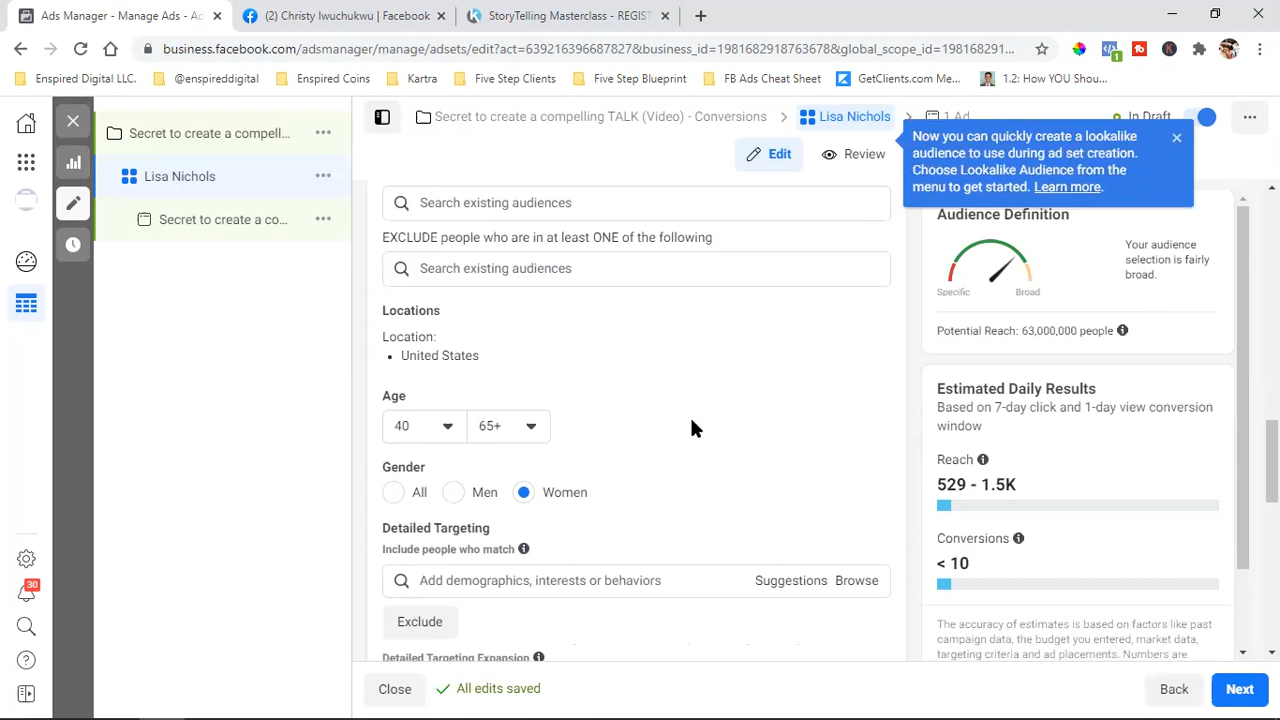 Ads Manager - Manage Ads - Ads
(2) Christy Iwuchukwu | Facebook
StoryTelling Masterclass - REGIST
business.facebook.com/adsmanager/manage/adsets/edit?act=639216396687827&business_id=1981682918763678&global_scope_id=198168291...
Enspired Digital LLC.
@enspireddigital
Enspired Coins
Kartra
Five Step Clients
Five Step Blueprint
FB Ads Cheat Sheet
GetClients.com Me...
1.2: How YOU Shou...
Secret to create a compell...
Lisa Nichols
Secret to create a co...
Secret to create a compelling TALK (Video) - Conversions
Lisa Nichols
1 Ad
In Draft
Edit
Review
Now you can quickly create a lookalike
audience to use during ad set creation.
Choose Lookalike Audience from the
menu to get started. Learn more.
Search existing audiences
EXCLUDE people who are in at least ONE of the following
Search existing audiences
Locations
Location:
United States
Age
40
65+
Gender
All
Men
Women
Detailed Targeting
Include people who match
Add demographics, interests or behaviors
Suggestions
Browse
Exclude
Detailed Targeting Expansion
Audience Definition
Specific
Broad
Your audience
selection is fairly
broad.
Potential Reach: 63,000,000 people
Estimated Daily Results
Based on 7-day click and 1-day view conversion
window
Reach
529 - 1.5K
Conversions
< 10
The accuracy of estimates is based on factors like past
campaign data, the budget you entered, market data,
targeting criteria and ad placements. Numbers are
30
Close
All edits saved
Back
Next